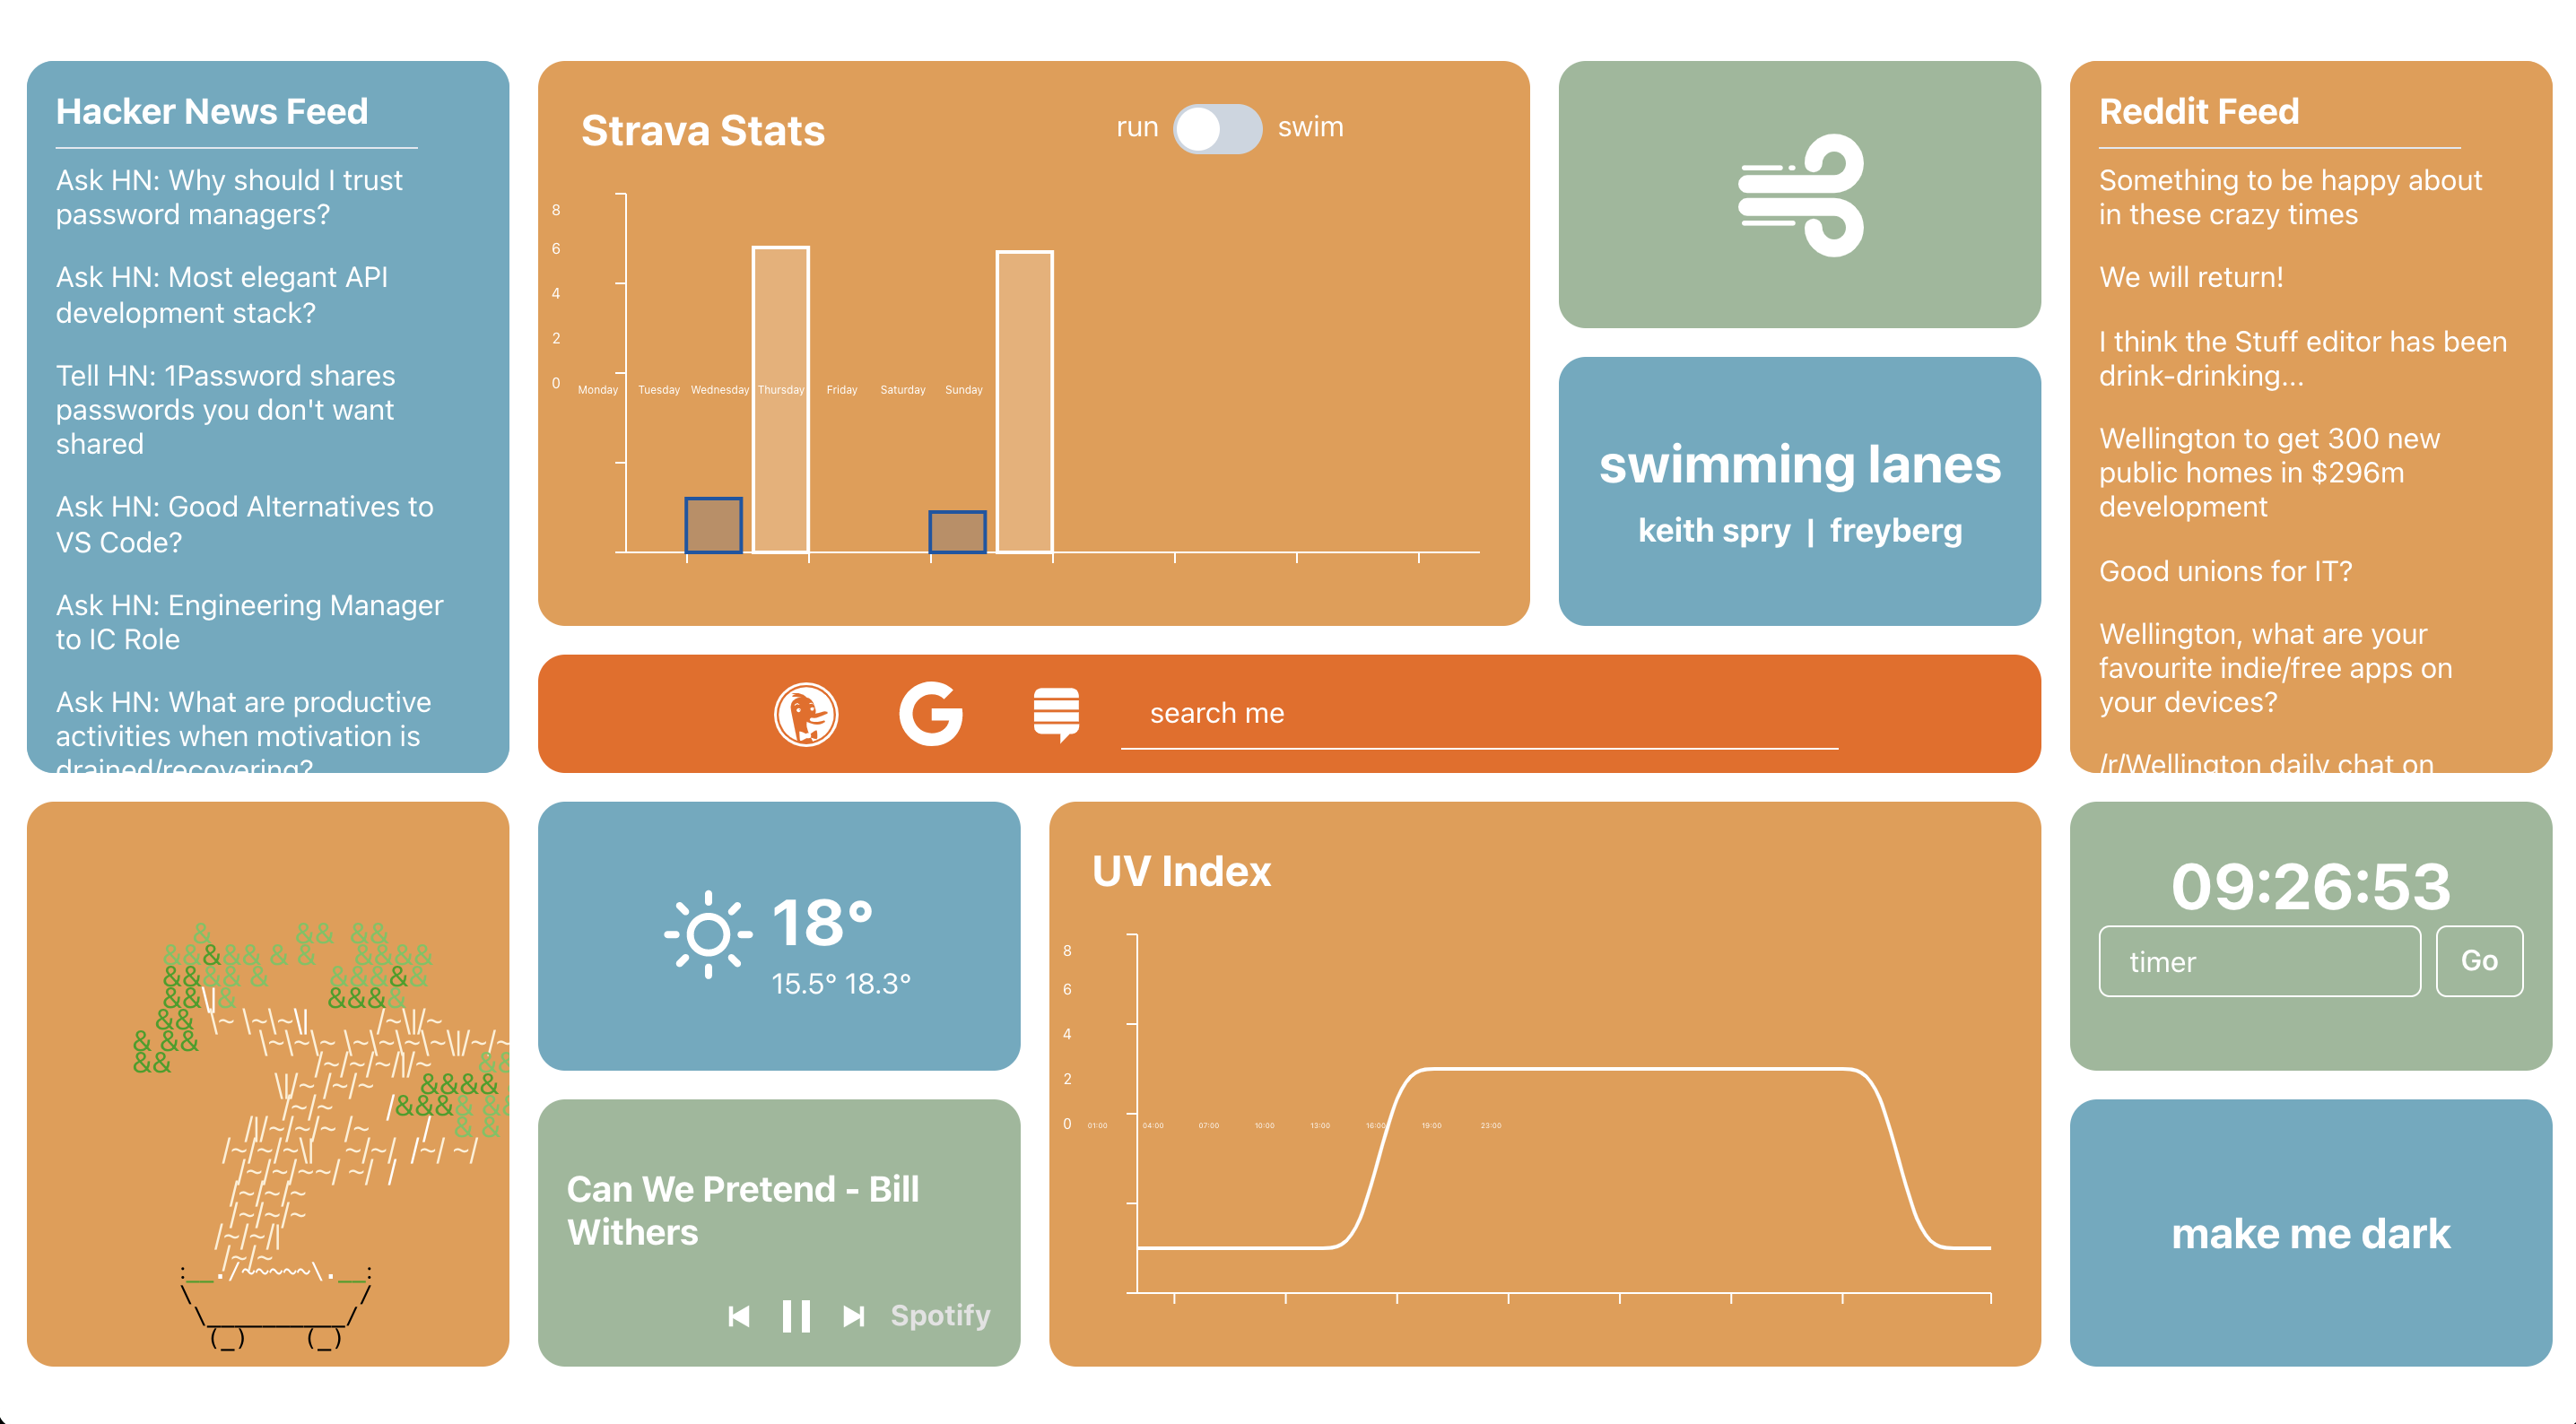 Hacker News Feed
Ask HN: Why should I trust
password managers?
Ask HN: Most elegant API
development stack?
Tell HN: 1Password shares
passwords you don't want
shared
Ask HN: Good Alternatives to
VS Code?
Ask HN: Engineering Manager
to IC Role
Ask HN: What are productive
activities when motivation is
drained/recovering?
Strava Stats
run swim
8
6
4
2
0
Monday Tuesday Wednesday Thursday Friday Saturday Sunday
swimming lanes
keith spry | freyberg
Reddit Feed
Something to be happy about
in these crazy times
We will return!
I think the Stuff editor has been
drink-drinking...
Wellington to get 300 new
public homes in $296m
development
Good unions for IT?
Wellington, what are your
favourite indie/free apps on
your devices?
/r/Wellington daily chat on
search me
18°
15.5° 18.3°
Can We Pretend - Bill
Withers
Spotify
UV Index
8
6
4
2
0
01:00 04:00 07:00 10:00 13:00 16:00 19:00 23:00
09:26:53
timer Go
make me dark